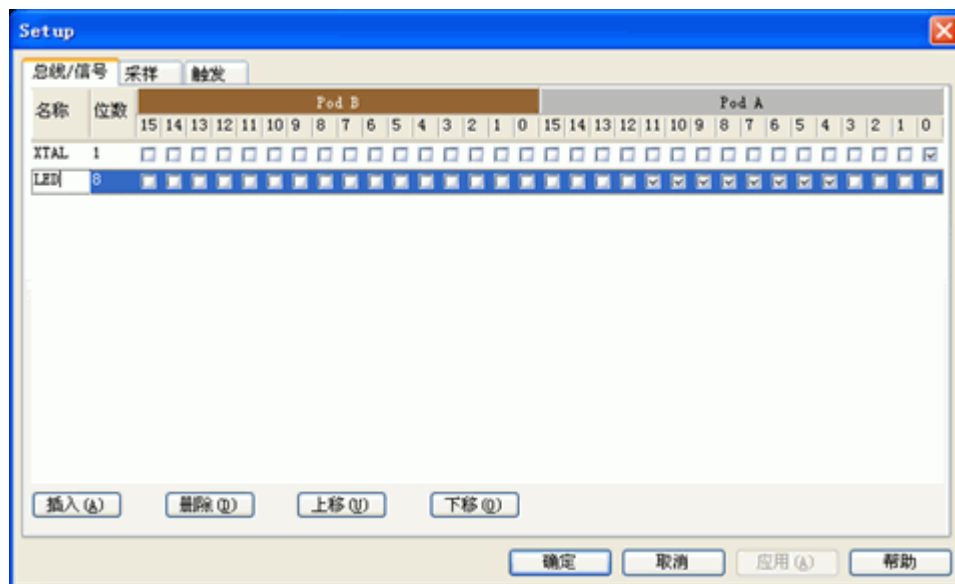 Setup
总线/信号 采样 触发
名称 位数 Pod B Pod A
15 14 13 12 11 10 9 8 7 6 5 4 3 2 1 0 15 14 13 12 11 10 9 8 7 6 5 4 3 2 1 0
XTAL 1
LED 8
插入(A) 删除(D) 上移(U) 下移(O)
确定 取消 应用(A) 帮助